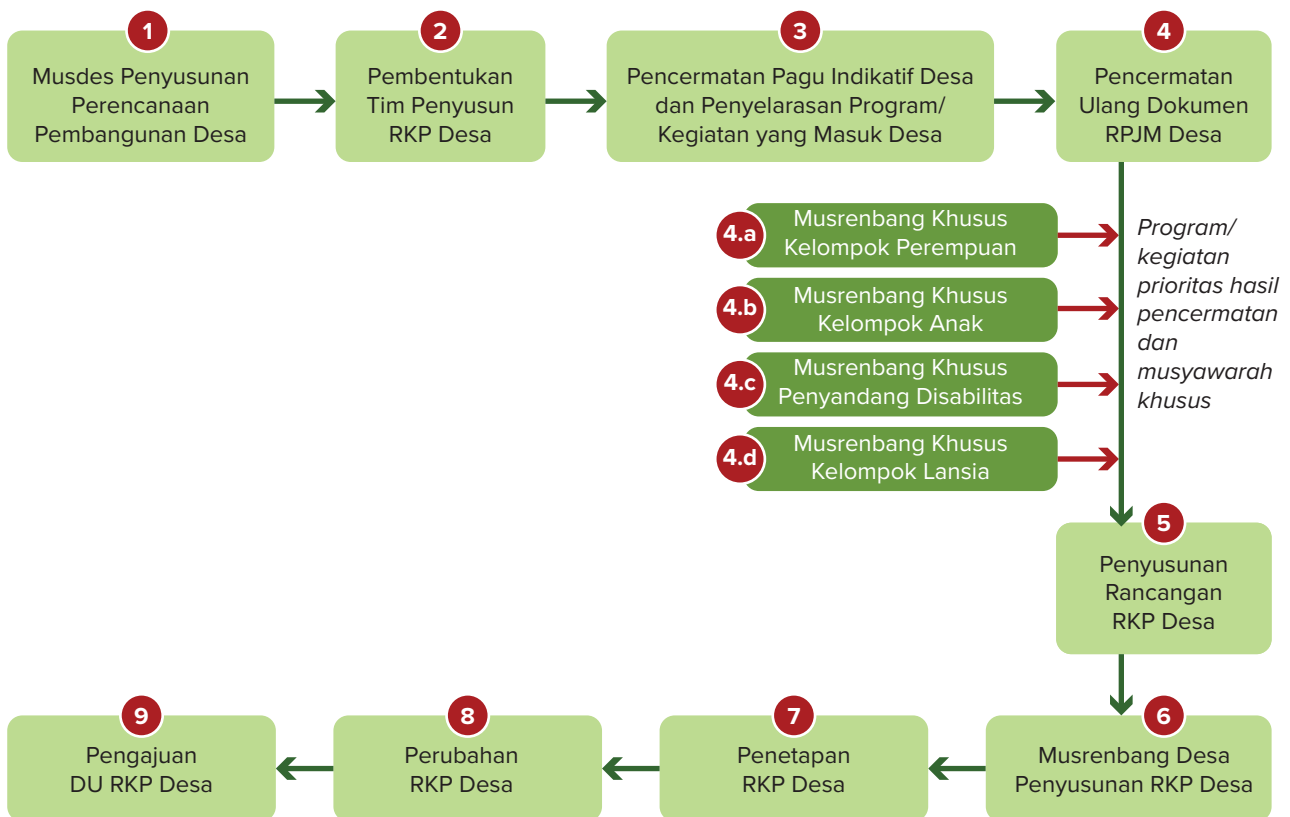 1
Musdes Penyusunan
Perencanaan
Pembangunan Desa
2
Pembentukan
Tim Penyusun
RKP Desa
3
Pencermatan Pagu Indikatif Desa
dan Penyelarasan Program/
Kegiatan yang Masuk Desa
4
Pencermatan
Ulang Dokumen
RPJM Desa
4.a
Musrenbang Khusus
Kelompok Perempuan
4.b
Musrenbang Khusus
Kelompok Anak
4.c
Musrenbang Khusus
Penyandang Disabilitas
4.d
Musrenbang Khusus
Kelompok Lansia
Program/
kegiatan
prioritas hasil
pencermatan
dan
musyawarah
khusus
5
Penyusunan
Rancangan
RKP Desa
6
Musrenbang Desa
Penyusunan RKP Desa
7
Penetapan
RKP Desa
8
Perubahan
RKP Desa
9
Pengajuan
DU RKP Desa